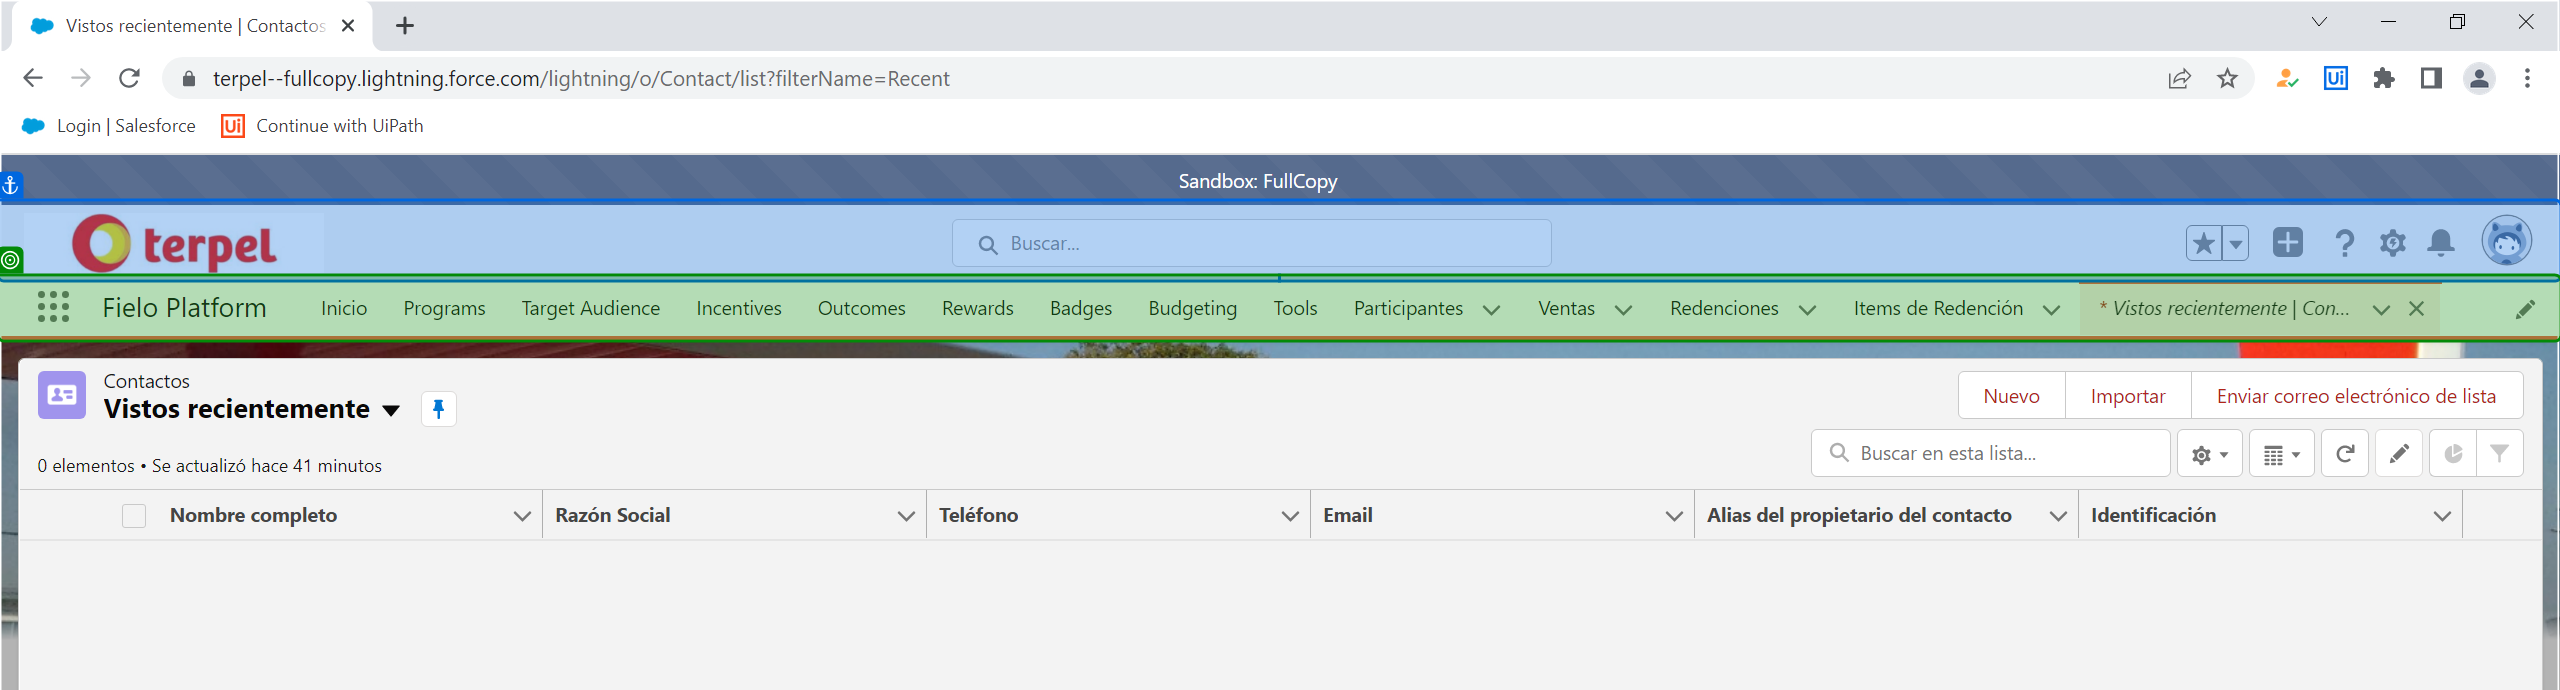 Vistos recientemente | Contactos
terpel--fullcopy.lightning.force.com/lightning/o/Contact/list?filterName=Recent
Ui
Login | Salesforce
Ui Continue with UiPath
Sandbox: FullCopy
terpel
Buscar...
Fielo Platform
Inicio
Programs
Target Audience
Incentives
Outcomes
Rewards
Badges
Budgeting
Tools
Participantes
Ventas
Redenciones
Items de Redención
* Vistos recientemente | Con...
Contactos
Vistos recientemente
Nuevo
Importar
Enviar correo electrónico de lista
0 elementos • Se actualizó hace 41 minutos
Buscar en esta lista...
Nombre completo
Razón Social
Teléfono
Email
Alias del propietario del contacto
Identificación